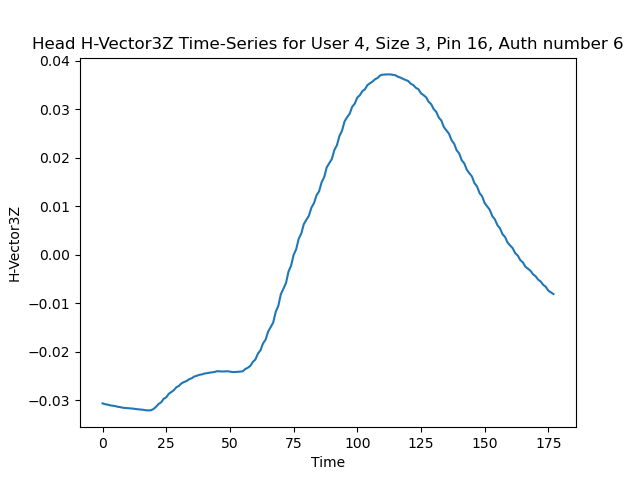 Head H-Vector3Z Time-Series for User 4, Size 3, Pin 16, Auth number 6
0.04
0.03
0.02
0.01
0.00
−0.01
−0.02
−0.03
H-Vector3Z
0 25 50 75 100 125 150 175
Time